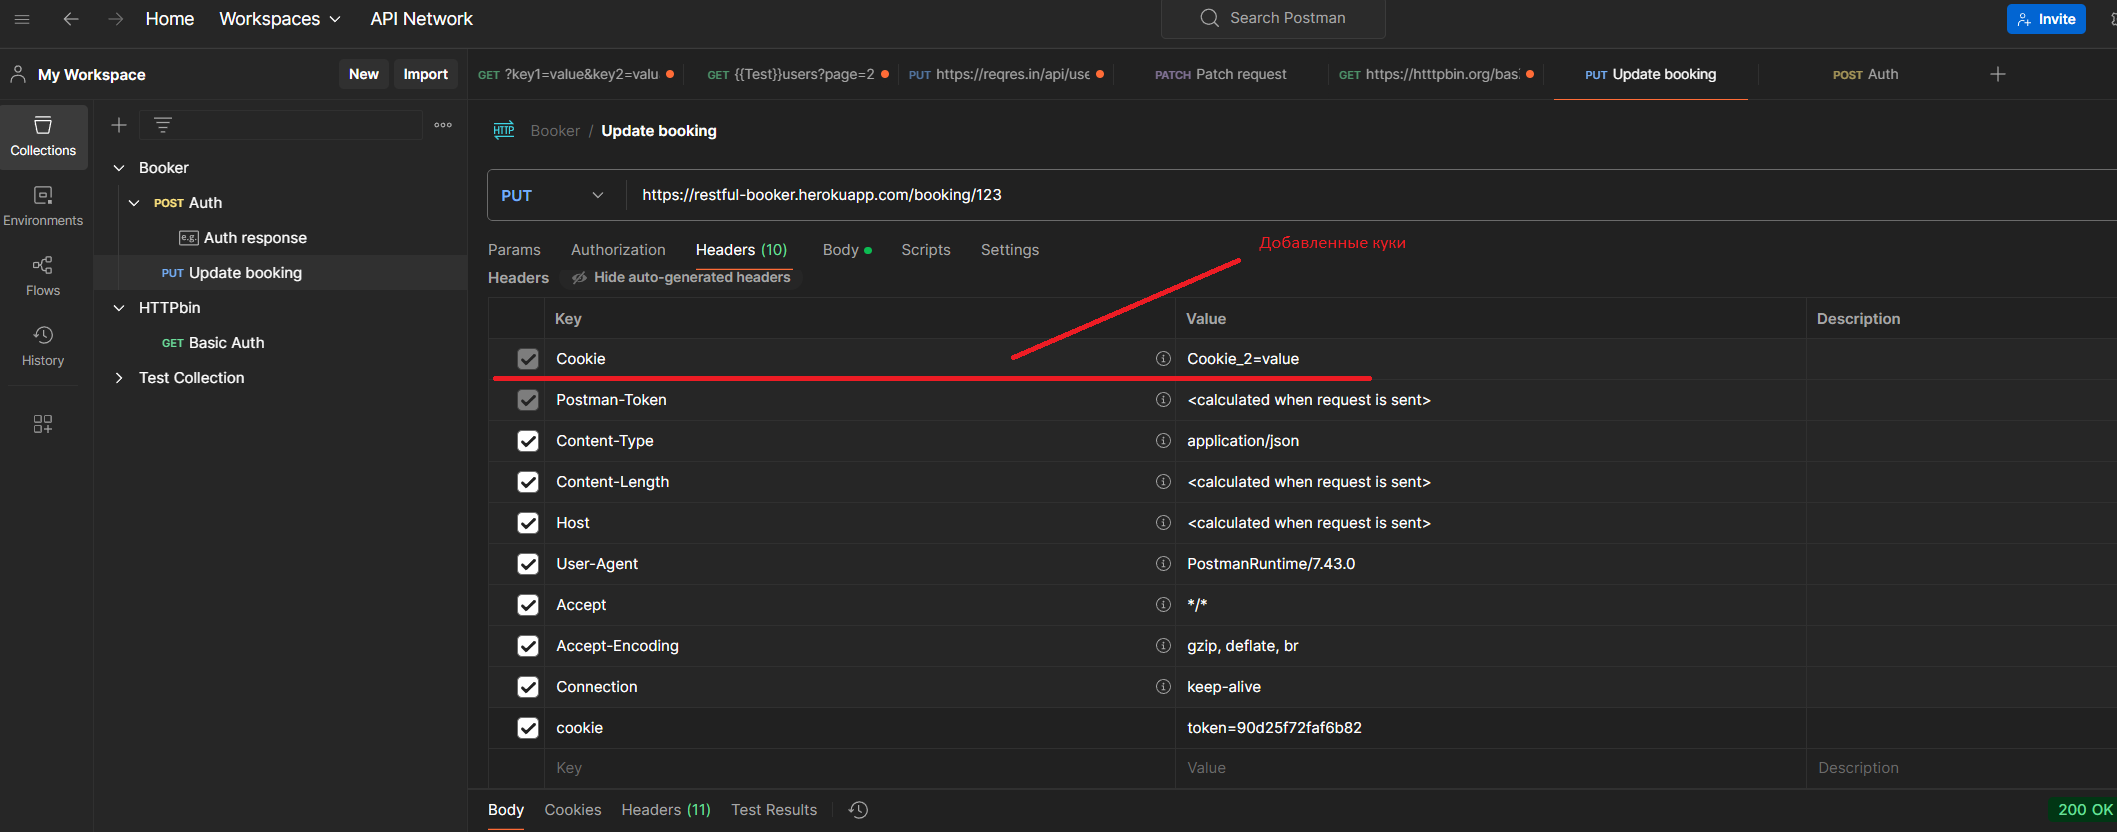 Home Workspaces API Network Search Postman Invite
My Workspace New Import
GET ?key1=value&key2=valu GET {{Test}}users?page=2 PUT https://reqres.in/api/use PATCH Patch request GET https://htttpbin.org/bas PUT Update booking POST Auth
Collections
Environments
Flows
History
Booker
POST Auth
e.g. Auth response
PUT Update booking
HTTPbin
GET Basic Auth
Test Collection
HTTP Booker / Update booking
PUT https://restful-booker.herokuapp.com/booking/123
Params Authorization Headers (10) Body Scripts Settings
Добавленные куки
Headers Hide auto-generated headers
Key Value Description
Cookie Cookie_2=value
Postman-Token <calculated when request is sent>
Content-Type application/json
Content-Length <calculated when request is sent>
Host <calculated when request is sent>
User-Agent PostmanRuntime/7.43.0
Accept */*
Accept-Encoding gzip, deflate, br
Connection keep-alive
cookie token=90d25f72faf6b82
Key Value Description
Body Cookies Headers (11) Test Results 200 OK